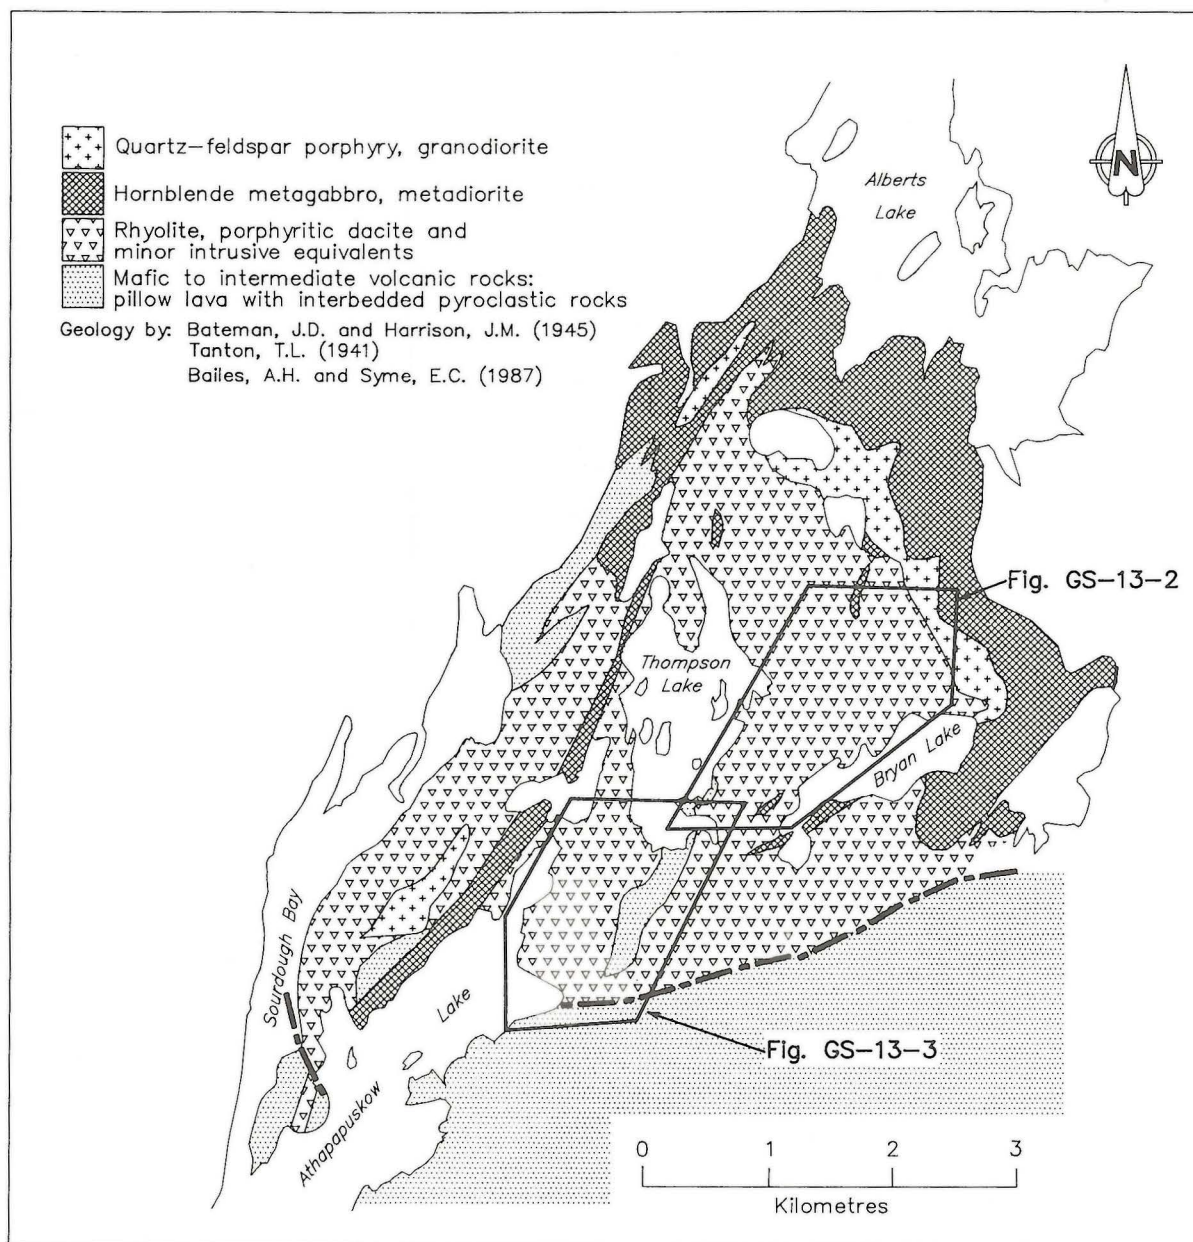 Quartz–feldspar porphyry, granodiorite
Hornblende metagabbro, metadiorite
Rhyolite, porphyritic dacite and
minor intrusive equivalents
Mafic to intermediate volcanic rocks:
pillow lava with interbedded pyroclastic rocks
Geology by: Bateman, J.D. and Harrison, J.M. (1945)
Tanton, T.L. (1941)
Bailes, A.H. and Syme, E.C. (1987)
N
Alberts
Lake
Fig. GS–13–2
Thompson
Lake
Bryan Lake
Sourdough Bay
Fig. GS–13–3
Athapapuskow Lake
0 1 2 3
Kilometres